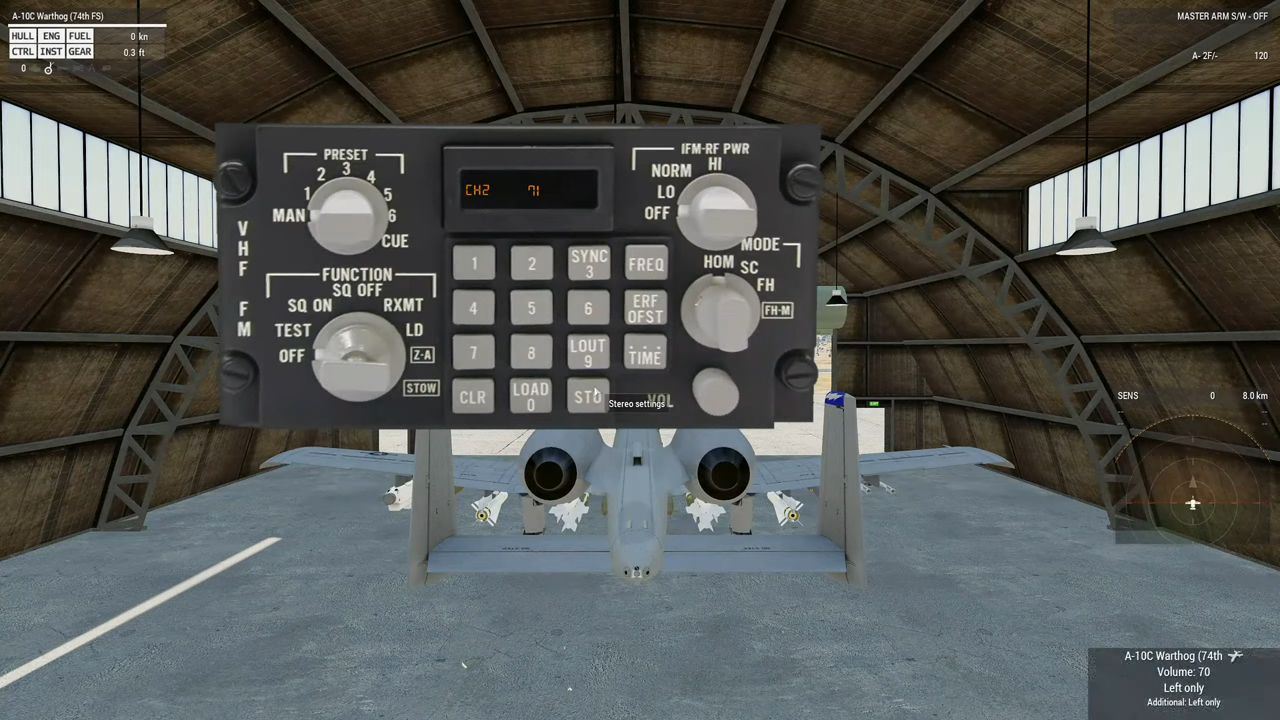 A-10C Warthog (74th FS)
HULL ENG FUEL
CTRL INST GEAR
0 kn
0.3 ft
0
MASTER ARM S/W - OFF
A- 2F/- 120
PRESET
MAN 1 2 3 4 5 6 CUE
CH2 71
IFM-RF PWR
OFF LO NORM HI
VHF FM
FUNCTION
OFF TEST SQ ON SQ OFF RXMT LD Z-A STOW
MODE
HOM SC FH FH-M
1 2 SYNC 3 FREQ
4 5 6 ERF OFST
7 8 LOUT 9 TIME
CLR LOAD 0 STO
VOL
Stereo settings ...
SENS 0 8.0 km
A-10C Warthog (74th
Volume: 70
Left only
Additional: Left only